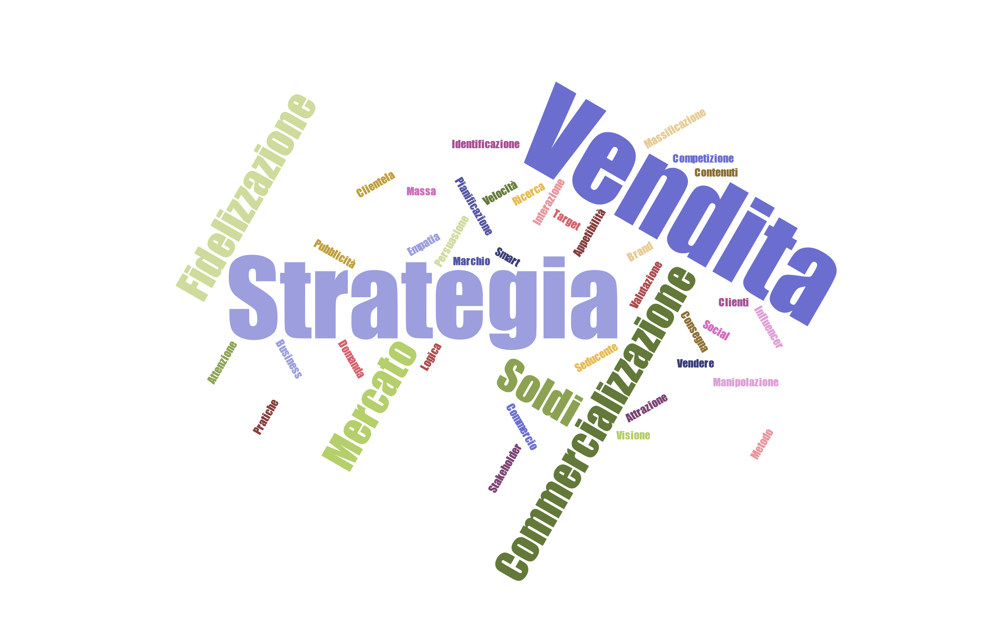 Fidelizzazione
Vendita
Massificazione
Identificazione
Competizione
Contenuti
Clientela
Massa
Pianificazione
Velocità
Ricerca
Interazione
Target
Appetibilità
Persuasione
Empatia
Pubblicità
Marchio
Smart
Brand
Strategia
Valutazione
Clienti
Influencer
Consegna
Social
Attenzione
Business
Domanda
Logica
Mercato
Seducente
Vendere
Soldi
Commercializzazione
Manipolazione
Attrazione
Pratiche
Commercio
Visione
Metodo
Stakeholder